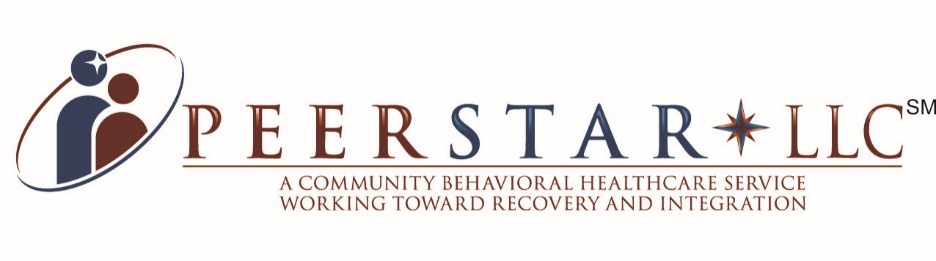 PEERSTAR LLC SM
A COMMUNITY BEHAVIORAL HEALTHCARE SERVICE
WORKING TOWARD RECOVERY AND INTEGRATION